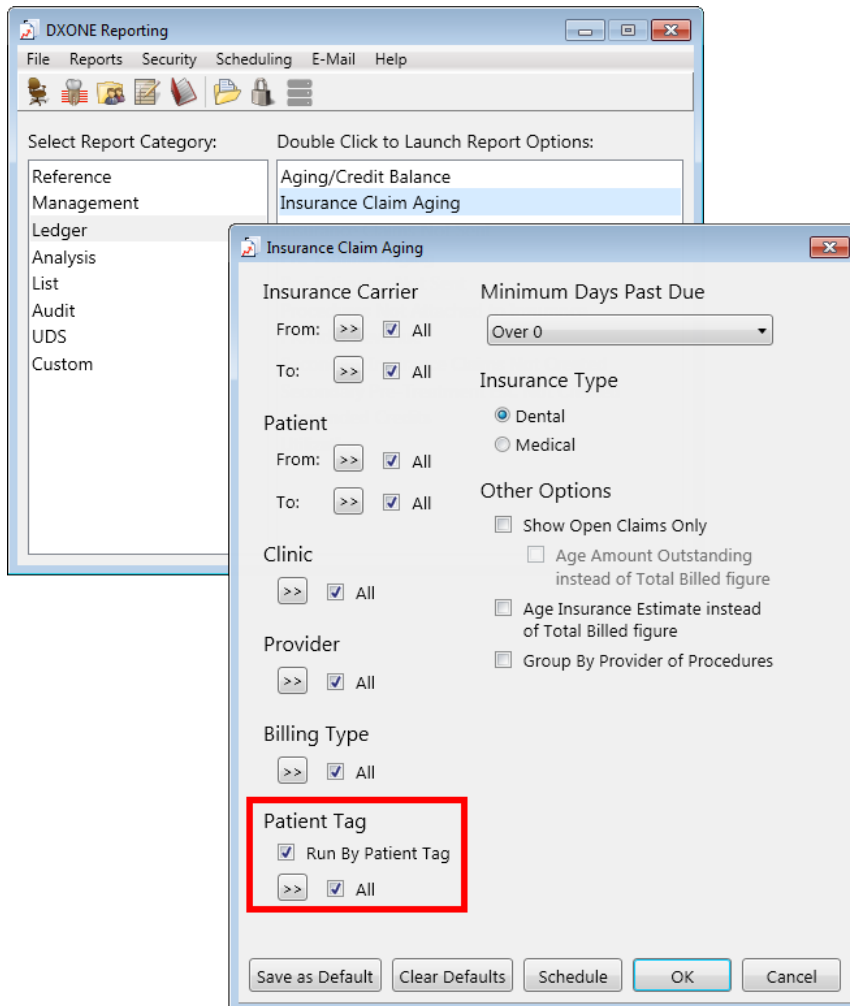 DXONE Reporting
File Reports Security Scheduling E-Mail Help
Select Report Category:
Double Click to Launch Report Options:
Reference
Management
Ledger
Analysis
List
Audit
UDS
Custom
Aging/Credit Balance
Insurance Claim Aging
Insurance Claim Aging
Insurance Carrier
From: >> All
To: >> All
Patient
From: >> All
To: >> All
Clinic
>> All
Provider
>> All
Billing Type
>> All
Patient Tag
Run By Patient Tag
>> All
Minimum Days Past Due
Over 0
Insurance Type
Dental
Medical
Other Options
Show Open Claims Only
Age Amount Outstanding
instead of Total Billed figure
Age Insurance Estimate instead
of Total Billed figure
Group By Provider of Procedures
Save as Default Clear Defaults Schedule OK Cancel